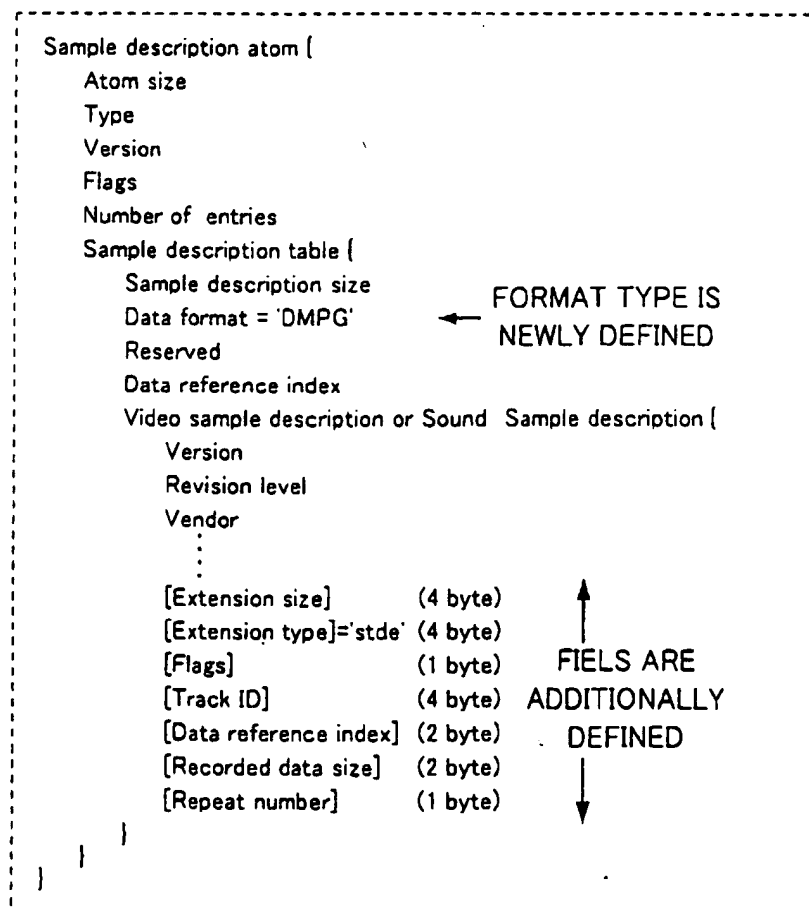 Sample description atom {
Atom size
Type
Version
Flags
Number of entries
Sample description table {
Sample description size
Data format = 'DMPG'
FORMAT TYPE IS
NEWLY DEFINED
Reserved
Data reference index
Video sample description or Sound Sample description {
Version
Revision level
Vendor
[Extension size] (4 byte)
[Extension type]='stde' (4 byte)
[Flags] (1 byte)
[Track ID] (4 byte)
[Data reference index] (2 byte)
[Recorded data size] (2 byte)
[Repeat number] (1 byte)
FIELS ARE
ADDITIONALLY
DEFINED
}
}
}